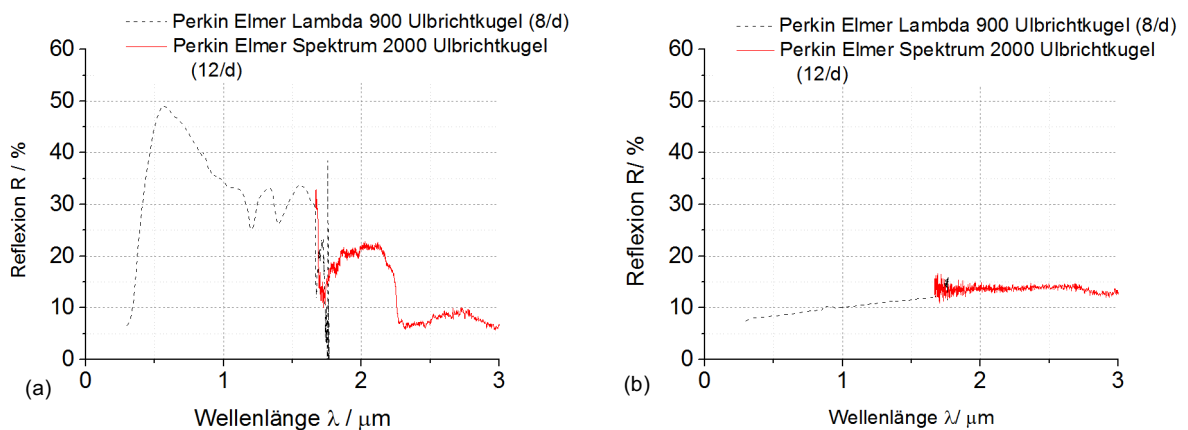 Perkin Elmer Lambda 900 Ulbrichtkugel (8/d)
Perkin Elmer Spektrum 2000 Ulbrichtkugel
(12/d)
60
50
40
30
20
10
0
Reflexion R / %
0 1 2 3
Wellenlänge λ / μm
(a)
Perkin Elmer Lambda 900 Ulbrichtkugel (8/d)
Perkin Elmer Spektrum 2000 Ulbrichtkugel
(12/d)
60
50
40
30
20
10
0
Reflexion R/ %
0 1 2 3
Wellenlänge λ/ μm
(b)